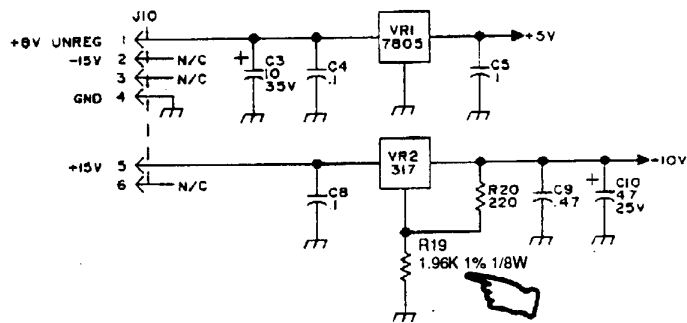 J10
+8V UNREG 1
-15V 2 N/C
3 N/C
GND 4
+ C3
10
35V
C4
.1
VR1
7805
C5
1
+5V
+15V 5
6 N/C
C8
.1
VR2
317
R20
220
C9
.47
+ C10
47
25V
-10V
R19
1.96K 1% 1/8W